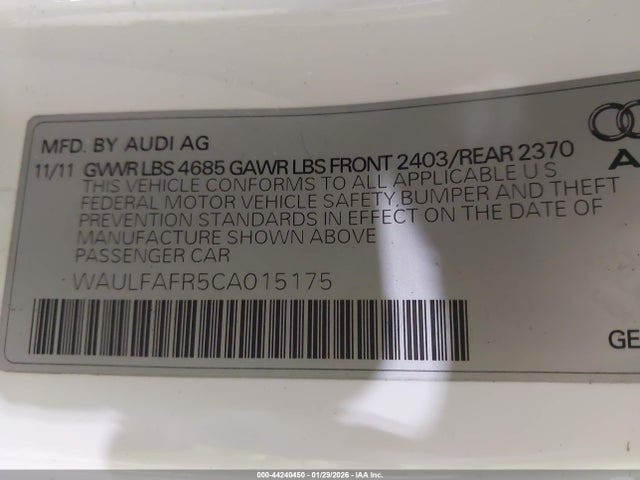 MFD. BY AUDI AG
11/11 GVWR LBS 4685 GAWR LBS FRONT 2403/REAR 2370
THIS VEHICLE CONFORMS TO ALL APPLICABLE U S
FEDERAL MOTOR VEHICLE SAFETY, BUMPER AND THEFT
PREVENTION STANDARDS IN EFFECT ON THE DATE OF
MANUFACTURE SHOWN ABOVE
PASSENGER CAR
WAULFAFR5CA015175
000-44240450 - 01/29/2026 - IAA Inc.